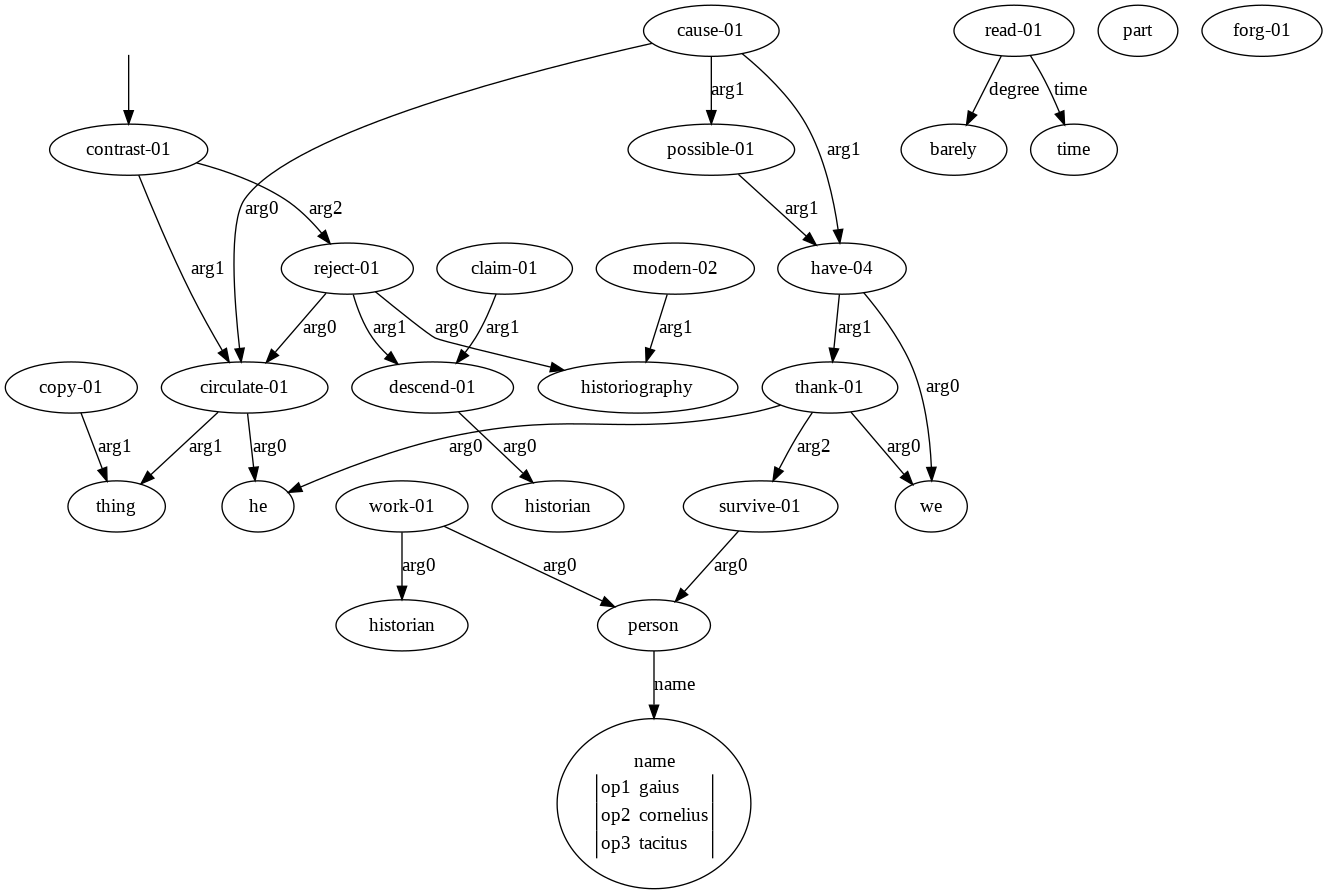 cause-01 read-01 part forg-01
arg1 degree time
contrast-01 possible-01 barely time
arg0 arg2 arg1 arg1
reject-01 claim-01 modern-02 have-04
arg1
arg0 arg1 arg0 arg1 arg1 arg1
copy-01 circulate-01 descend-01 historiography thank-01
arg0
arg1 arg1 arg0 arg0 arg0 arg2 arg0
thing he work-01 historian survive-01 we
arg0 arg0 arg0
historian person
name
name
op1 gaius
op2 cornelius
op3 tacitus